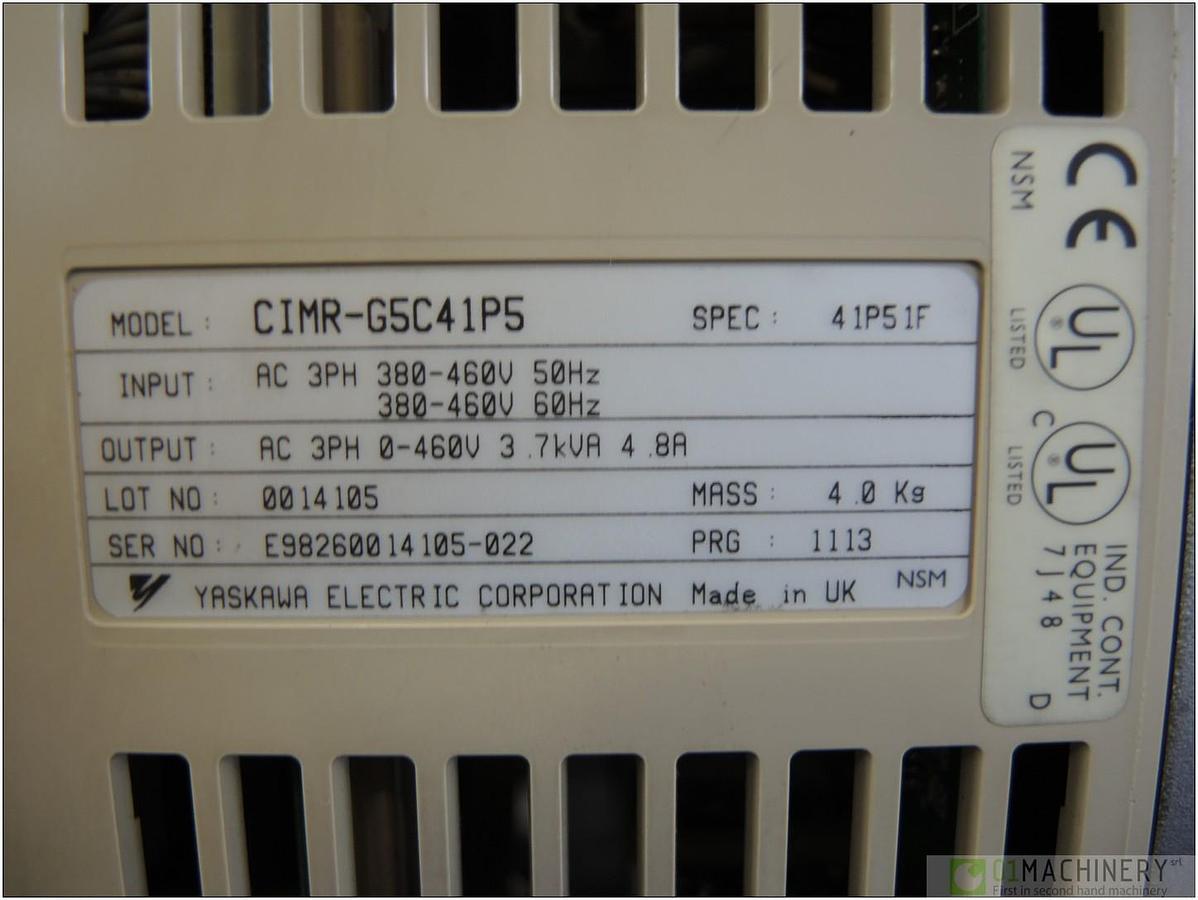 MODEL : CIMR-G5C41P5 SPEC : 41P51F
INPUT : AC 3PH 380-460V 50Hz
380-460V 60Hz
OUTPUT : AC 3PH 0-460V 3.7kVA 4.8A
LOT NO : 0014105 MASS : 4.0 Kg
SER NO : E98260014105-022 PRG : 1113
YASKAWA ELECTRIC CORPORATION Made in UK NSM
CE
NSM
UL ®
LISTED
C UL ®
LISTED
IND. CONT.
EQUIPMENT
7J48 D
01MACHINERY srl
First in second hand machinery